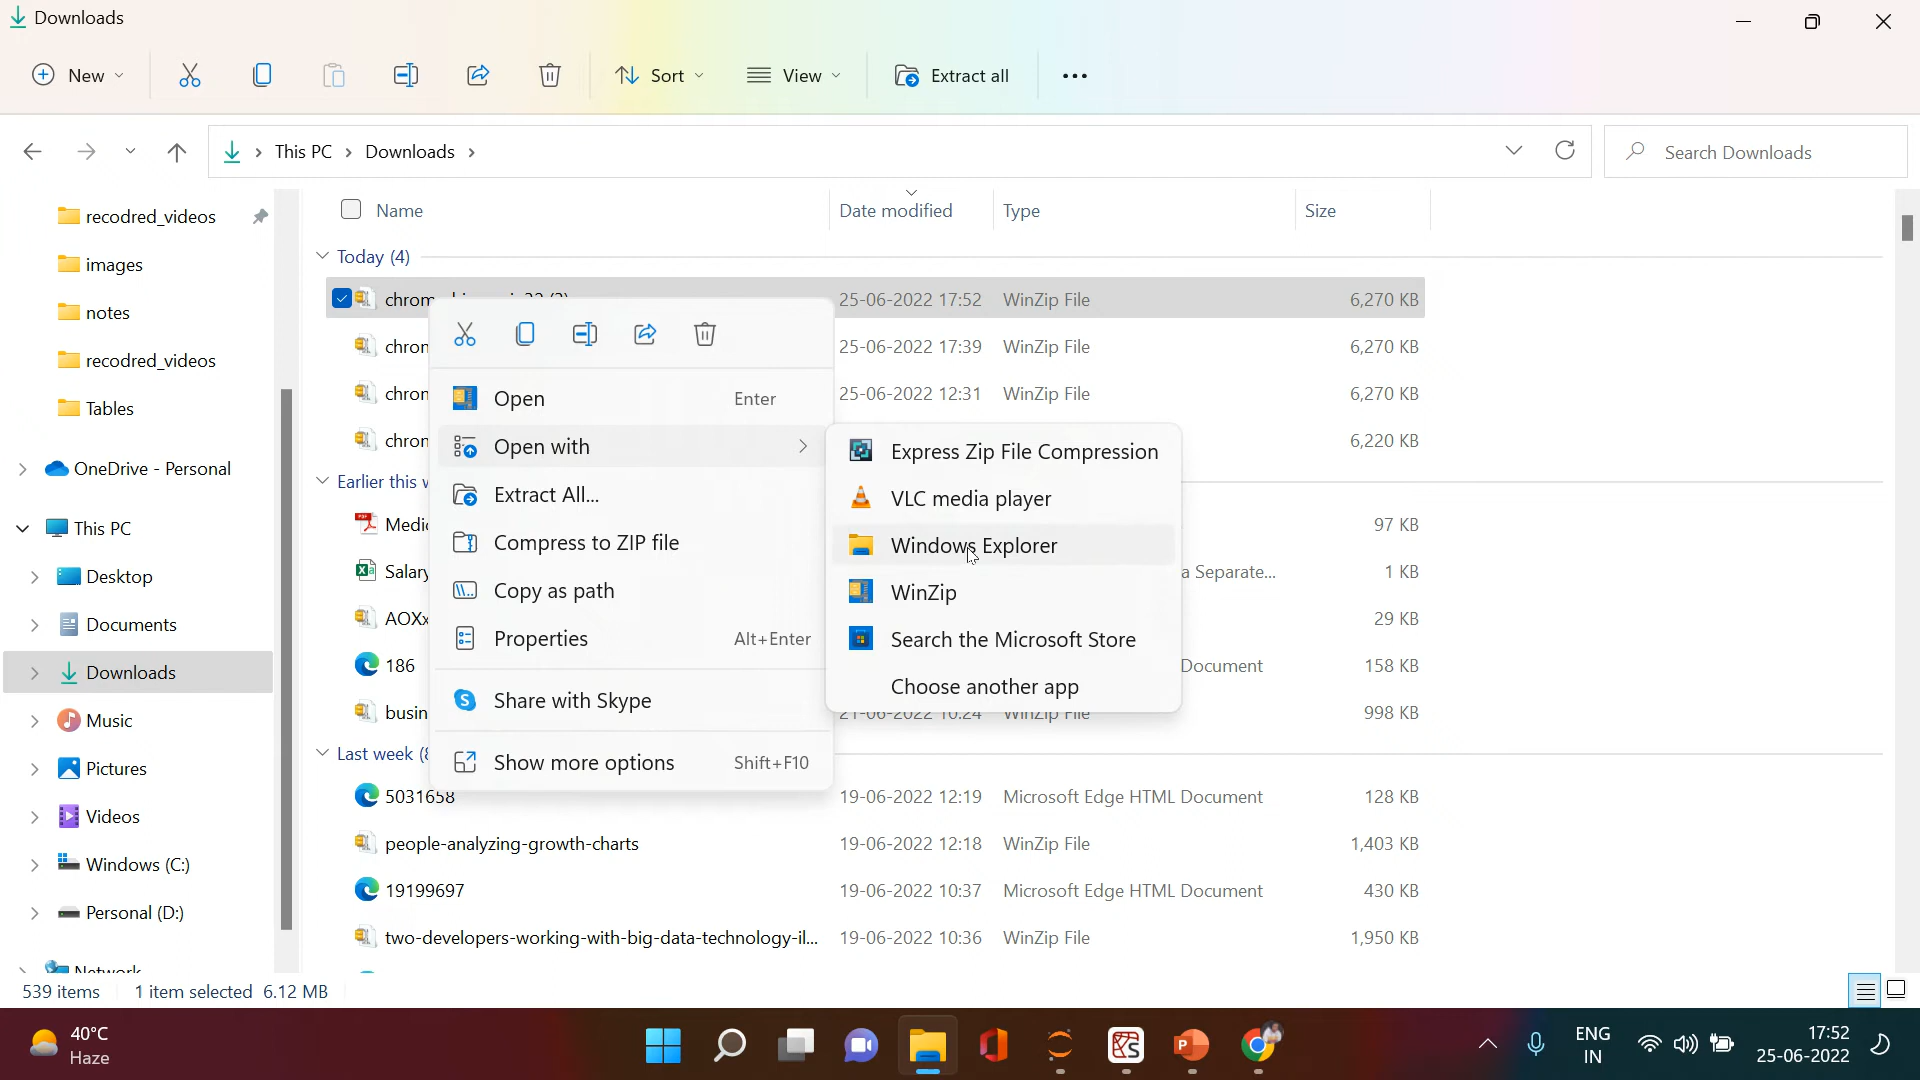 Downloads
New
Sort
View
Extract all
This PC
Downloads
Search Downloads
recodred_videos
images
notes
recodred_videos
Tables
OneDrive - Personal
This PC
Desktop
Documents
Downloads
Music
Pictures
Videos
Windows (C:)
Personal (D:)
Network
Name Date modified Type Size
Today (4)
25-06-2022 17:52 WinZip File 6,270 KB
25-06-2022 17:39 WinZip File 6,270 KB
25-06-2022 12:31 WinZip File 6,270 KB
6,220 KB
Earlier this
97 KB
Salary a Separate... 1 KB
29 KB
186 Document 158 KB
21-06-2022 10:24 WinZip File 998 KB
Last week
5031658 19-06-2022 12:19 Microsoft Edge HTML Document 128 KB
people-analyzing-growth-charts 19-06-2022 12:18 WinZip File 1,403 KB
19199697 19-06-2022 10:37 Microsoft Edge HTML Document 430 KB
two-developers-working-with-big-data-technology-il... 19-06-2022 10:36 WinZip File 1,950 KB
Open Enter
Open with
Extract All...
Compress to ZIP file
Copy as path
Properties Alt+Enter
Share with Skype
Show more options Shift+F10
Express Zip File Compression
VLC media player
Windows Explorer
WinZip
Search the Microsoft Store
Choose another app
539 items 1 item selected 6.12 MB
40°C
Haze
ENG
IN
17:52
25-06-2022